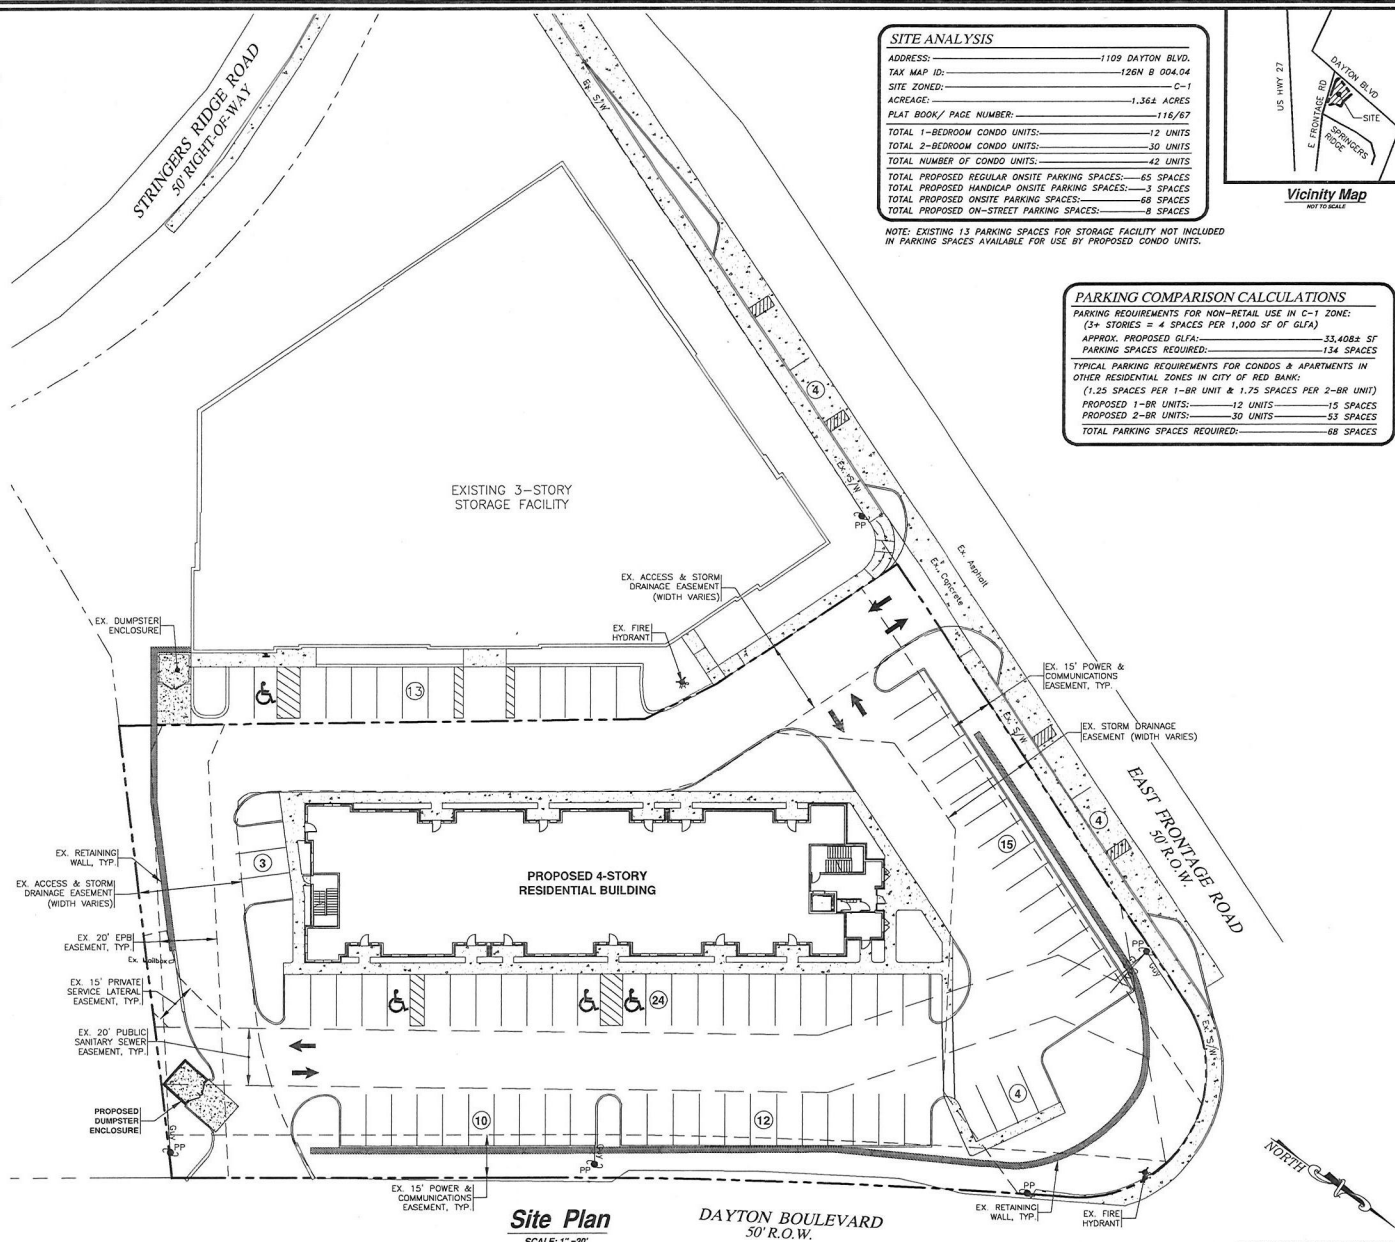 STRINGERS RIDGE ROAD
50' RIGHT-OF-WAY
Ex. S/W
SITE ANALYSIS
ADDRESS: 1109 DAYTON BLVD.
TAX MAP ID: 126N B 004.04
SITE ZONED: C-1
ACREAGE: 1.36± ACRES
PLAT BOOK/ PAGE NUMBER: 116/67
TOTAL 1-BEDROOM CONDO UNITS: 12 UNITS
TOTAL 2-BEDROOM CONDO UNITS: 30 UNITS
TOTAL NUMBER OF CONDO UNITS: 42 UNITS
TOTAL PROPOSED REGULAR ONSITE PARKING SPACES: 65 SPACES
TOTAL PROPOSED HANDICAP ONSITE PARKING SPACES: 3 SPACES
TOTAL PROPOSED ONSITE PARKING SPACES: 68 SPACES
TOTAL PROPOSED ON-STREET PARKING SPACES: 8 SPACES
NOTE: EXISTING 13 PARKING SPACES FOR STORAGE FACILITY NOT INCLUDED
IN PARKING SPACES AVAILABLE FOR USE BY PROPOSED CONDO UNITS.
US HWY 27
E FRONTAGE RD
DAYTON BLVD
SITE
SPRINGERS
RIDGE
Vicinity Map
NOT TO SCALE
PARKING COMPARISON CALCULATIONS
PARKING REQUIREMENTS FOR NON-RETAIL USE IN C-1 ZONE:
(3+ STORIES = 4 SPACES PER 1,000 SF OF GLFA)
APPROX. PROPOSED GLFA: 33,408± SF
PARKING SPACES REQUIRED: 134 SPACES
TYPICAL PARKING REQUIREMENTS FOR CONDOS & APARTMENTS IN
OTHER RESIDENTIAL ZONES IN CITY OF RED BANK:
(1.25 SPACES PER 1-BR UNIT & 1.75 SPACES PER 2-BR UNIT)
PROPOSED 1-BR UNITS: 12 UNITS 15 SPACES
PROPOSED 2-BR UNITS: 30 UNITS 53 SPACES
TOTAL PARKING SPACES REQUIRED: 68 SPACES
4
EXISTING 3-STORY
STORAGE FACILITY
Ex. S/W
PP
Ex. Asphalt
Ex. Concrete
EX. ACCESS & STORM
DRAINAGE EASEMENT
(WIDTH VARIES)
EX. FIRE
HYDRANT
EX. DUMPSTER
ENCLOSURE
13
EX. 15' POWER &
COMMUNICATIONS
EASEMENT, TYP.
Ex. S/W
EX. STORM DRAINAGE
EASEMENT (WIDTH VARIES)
EAST FRONTAGE ROAD
50' R.O.W.
4
15
EX. RETAINING
WALL, TYP.
3
PROPOSED 4-STORY
RESIDENTIAL BUILDING
EX. ACCESS & STORM
DRAINAGE EASEMENT
(WIDTH VARIES)
EX. 20' EPB
EASEMENT, TYP.
Ex. Mailbox
PP
Guy
EX. 15' PRIVATE
SERVICE LATERAL
EASEMENT, TYP.
24
EX. 20' PUBLIC
SANITARY SEWER
EASEMENT, TYP.
Ex. S/W
4
PROPOSED
DUMPSTER
ENCLOSURE
10
12
Guy
PP
Guy
PP
PP
NORTH
EX. 15' POWER &
COMMUNICATIONS
EASEMENT, TYP.
EX. RETAINING
WALL, TYP.
EX. FIRE
HYDRANT
Site Plan
SCALE: 1"=20'
DAYTON BOULEVARD
50' R.O.W.